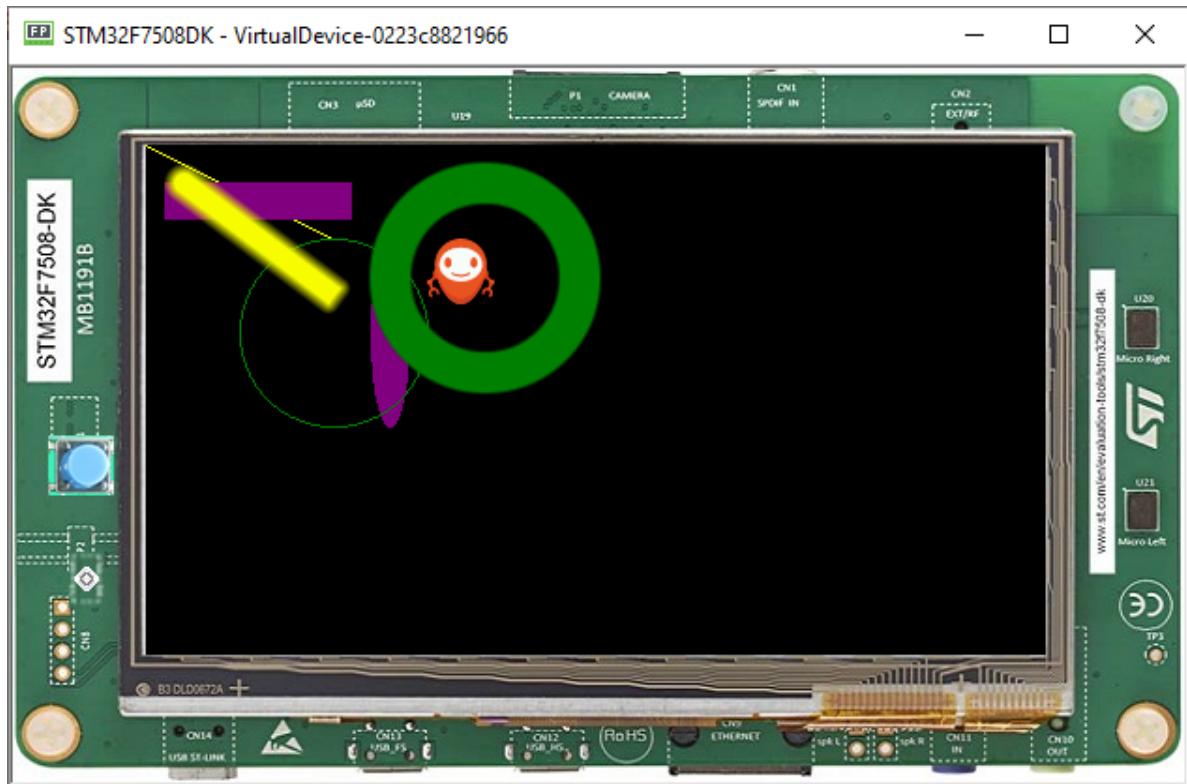 STM32F7508DK - VirtualDevice-0223c8821966
CN3 µSD
U19
P1 CAMERA
CN1
SPDIF IN
CN2
EXT/RF
STM32F7508-DK
MB1191B
U20
Micro Right
www.st.com/en/evaluation-tools/stm32f7508-dk
U21
Micro Left
P2
CN8
TP3
B3 DLD0672A
CN14
USB ST-LINK
CN13
USB_FS
CN12
USB_HS
RoHS
CN9
ETHERNET
spk L
spk R
CN11
IN
CN10
OUT